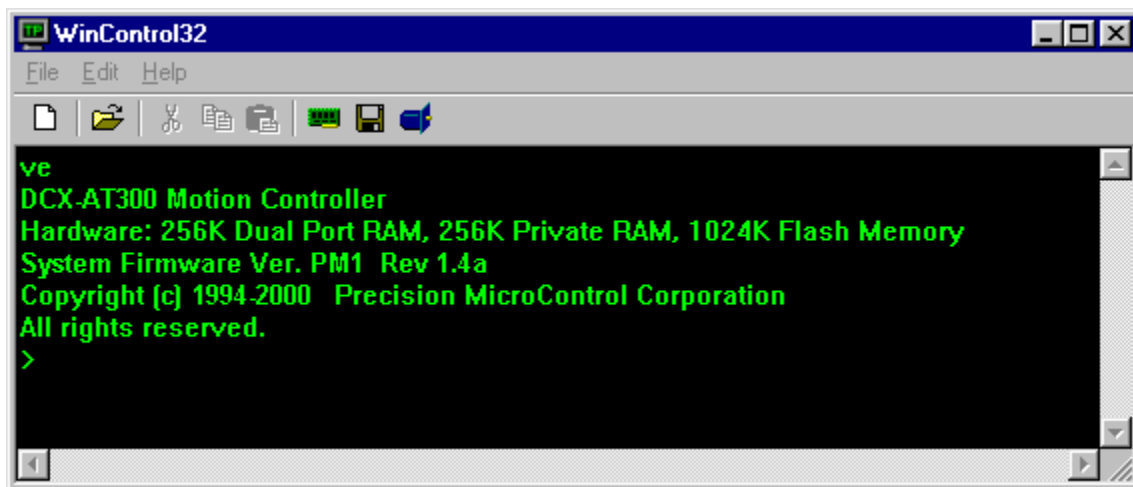 TP WinControl32
File Edit Help
ve
DCX-AT300 Motion Controller
Hardware: 256K Dual Port RAM, 256K Private RAM, 1024K Flash Memory
System Firmware Ver. PM1  Rev 1.4a
Copyright (c) 1994-2000   Precision MicroControl Corporation
All rights reserved.
>